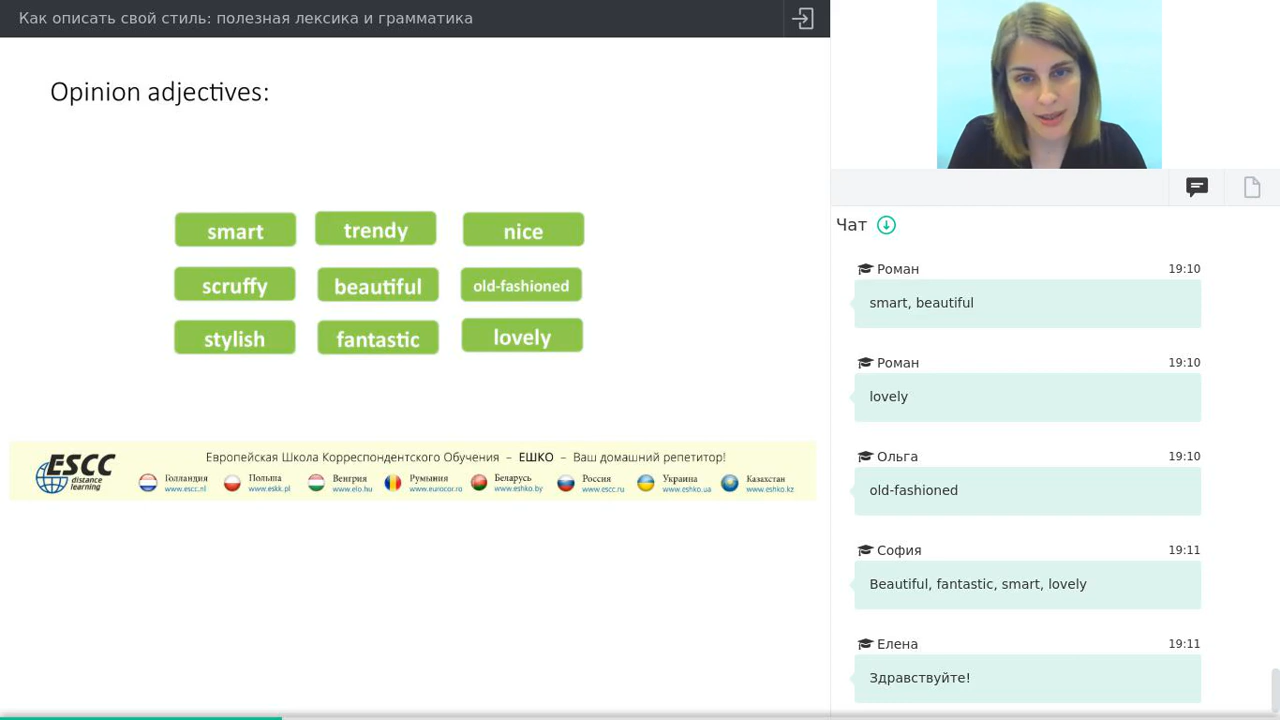 Как описать свой стиль: полезная лексика и грамматика
Opinion adjectives:
smart trendy nice
scruffy beautiful old-fashioned
stylish fantastic lovely
ESCC
distance
learning
Европейская Школа Корреспондентского Обучения – ЕШКО – Ваш домашний репетитор!
Голландия Польша Венгрия Румыния Беларусь Россия Украина Казахстан
www.escc.nl www.eskk.pl www.eio.hu www.eurocor.ro www.eshko.by www.escc.ru www.eshko.ua www.eshko.kz
Чат
Роман 19:10
smart, beautiful
Роман 19:10
lovely
Ольга 19:10
old-fashioned
София 19:11
Beautiful, fantastic, smart, lovely
Елена 19:11
Здравствуйте!